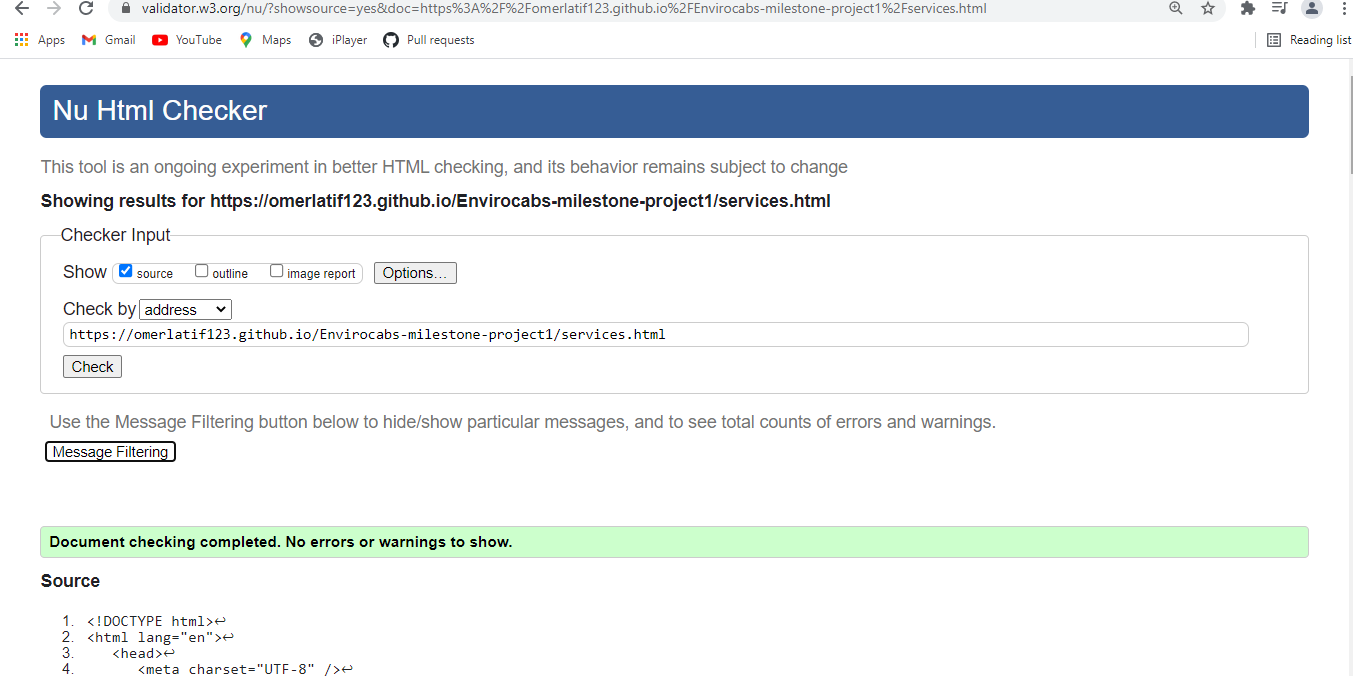 validator.w3.org/nu/?showsource=yes&doc=https%3A%2F%2Fomerlatif123.github.io%2FEnvirocabs-milestone-project1%2Fservices.html
Apps Gmail YouTube Maps iPlayer Pull requests Reading list
Nu Html Checker
This tool is an ongoing experiment in better HTML checking, and its behavior remains subject to change
Showing results for https://omerlatif123.github.io/Envirocabs-milestone-project1/services.html
Checker Input
Show source outline image report Options...
Check by address
https://omerlatif123.github.io/Envirocabs-milestone-project1/services.html
Check
Use the Message Filtering button below to hide/show particular messages, and to see total counts of errors and warnings.
Message Filtering
Document checking completed. No errors or warnings to show.
Source
1. <!DOCTYPE html>↩
2. <html lang="en">↩
3. <head>↩
4. <meta charset="UTF-8" />↩